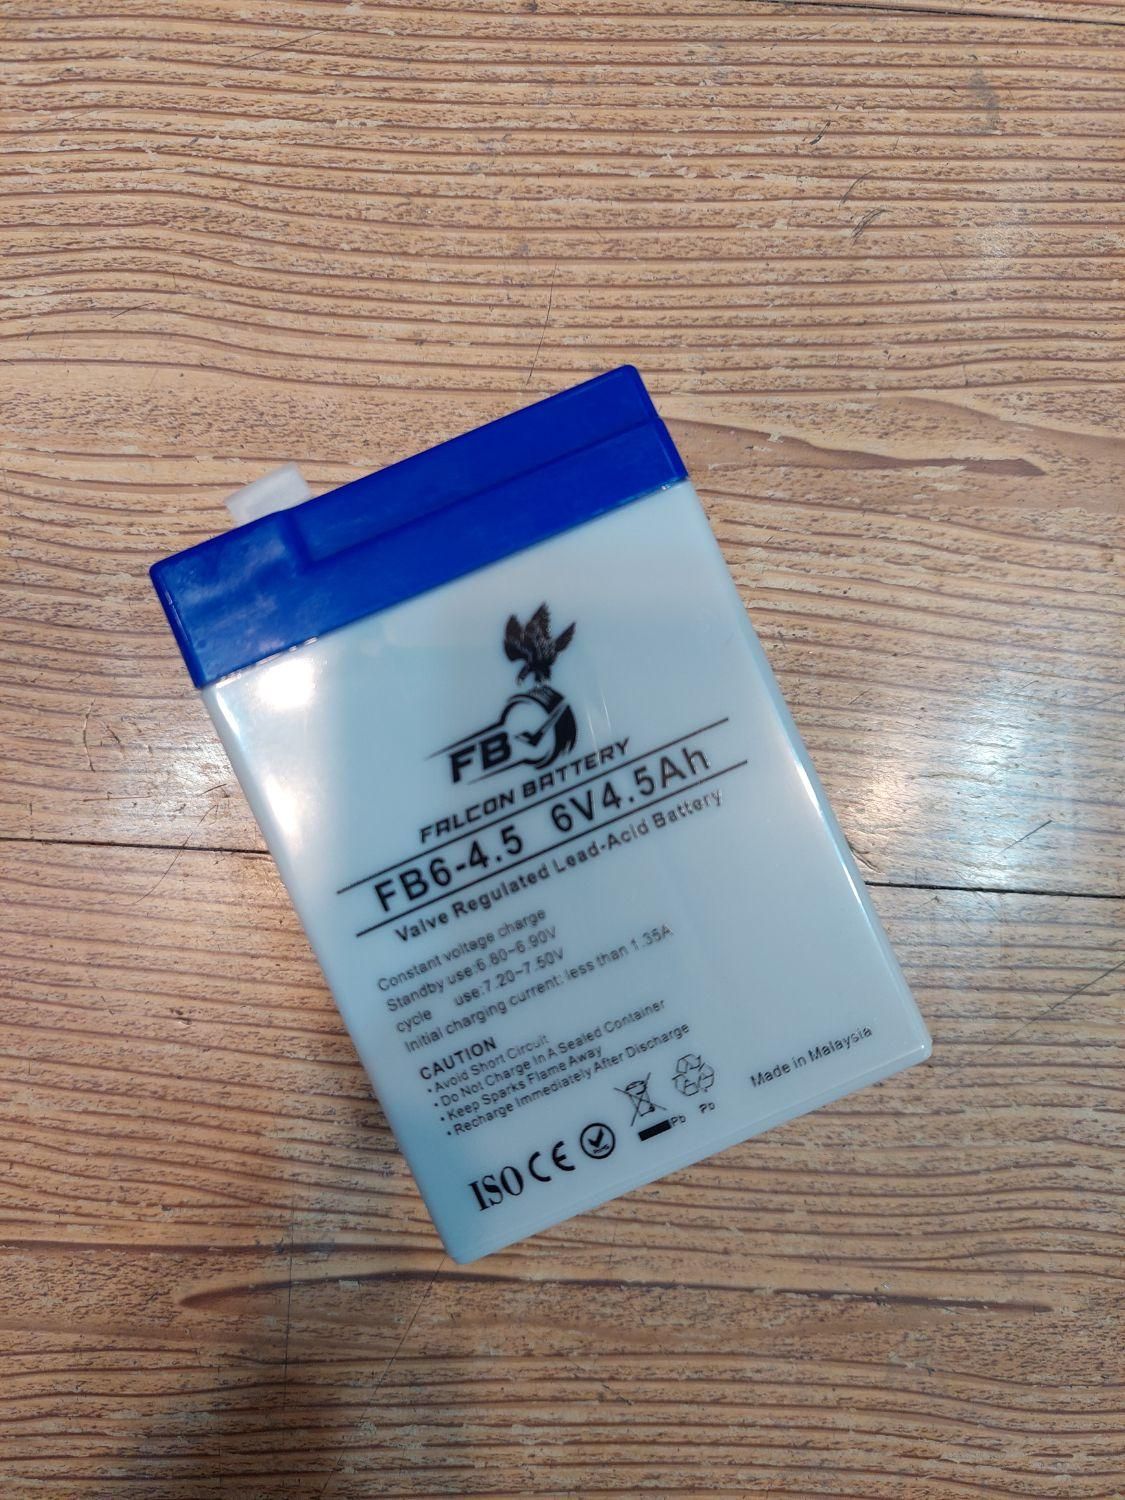 FB
FALCON BATTERY
FB6-4.5 6V4.5Ah
Valve Regulated Lead-Acid Battery
Constant voltage charge
Standby use:6.80~6.90V
cycle use:7.20~7.50V
Initial charging current: less than 1.35A
CAUTION
• Avoid Short Circuit
• Do Not Charge In A Sealed Container
• Keep Sparks Flame Away
• Recharge Immediately After Discharge
ISO CE
Pb Pb
Made in Malaysia